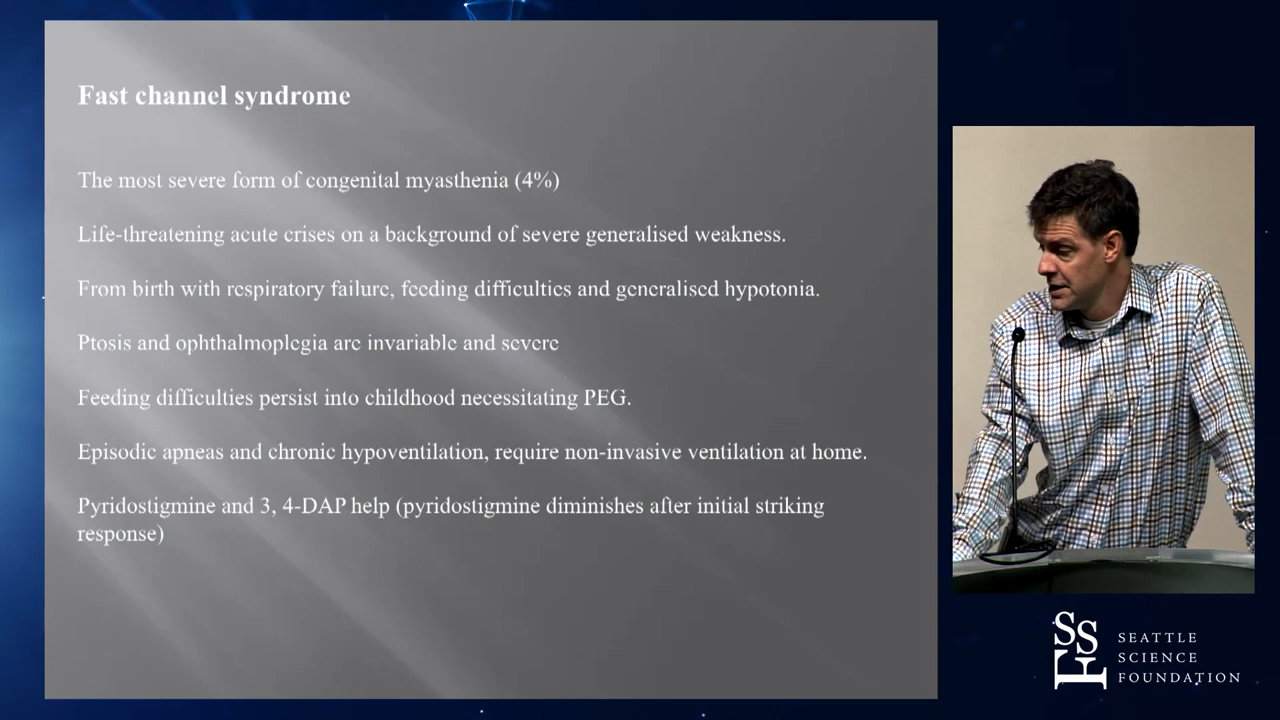 Fast channel syndrome
The most severe form of congenital myasthenia (4%)
Life-threatening acute crises on a background of severe generalised weakness.
From birth with respiratory failure, feeding difficulties and generalised hypotonia.
Ptosis and ophthalmoplegia are invariable and severe
Feeding difficulties persist into childhood necessitating PEG.
Episodic apneas and chronic hypoventilation, require non-invasive ventilation at home.
Pyridostigmine and 3, 4-DAP help (pyridostigmine diminishes after initial striking
response)
SSF
SEATTLE
SCIENCE
FOUNDATION